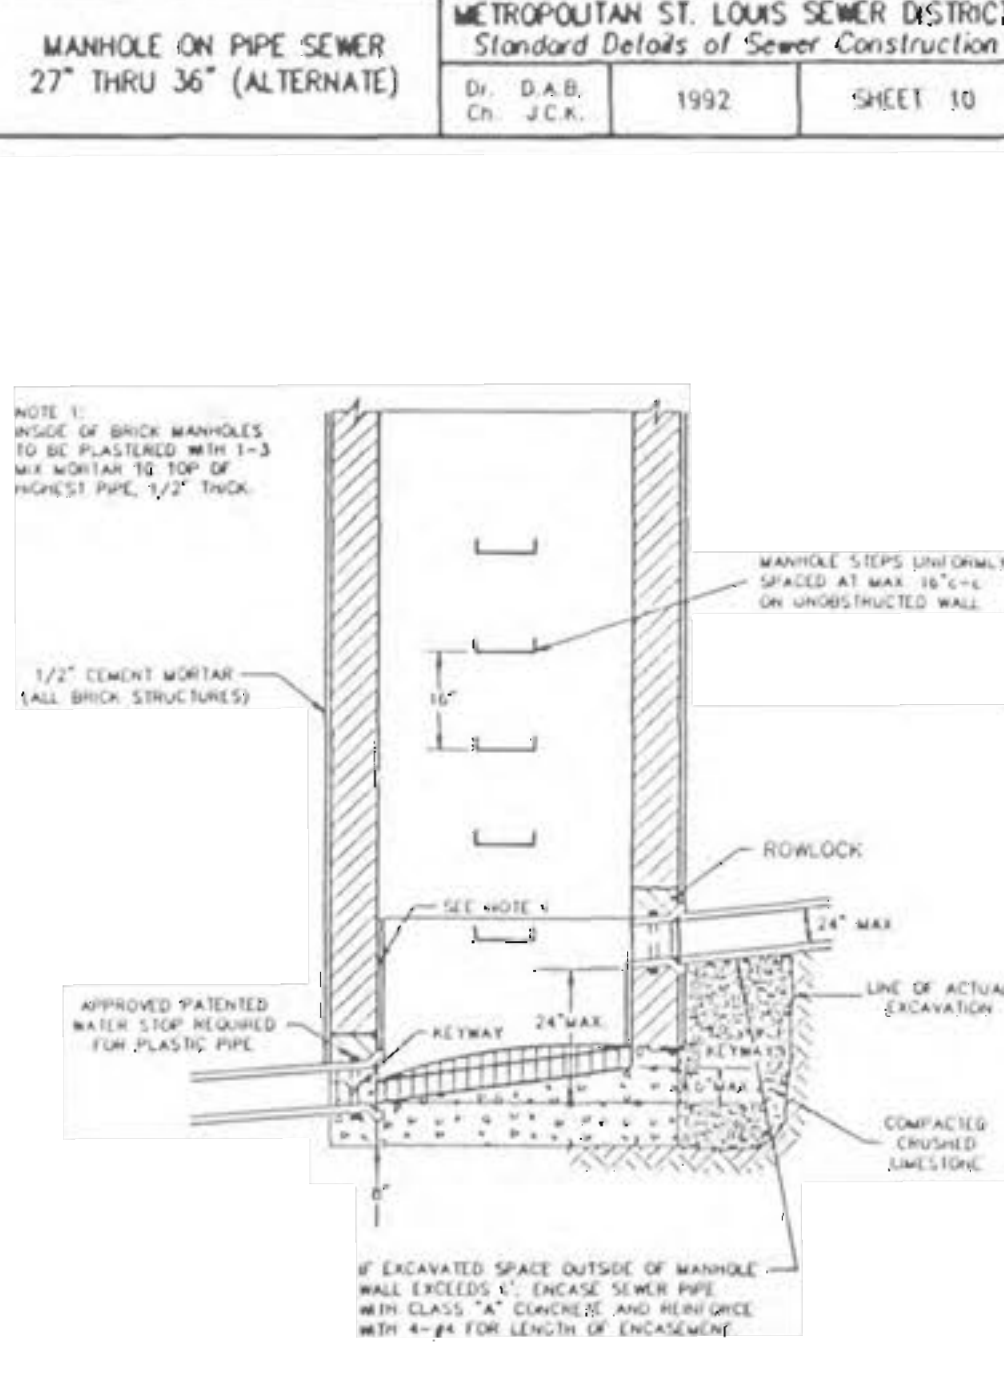 MANHOLE ON PIPE SEWER
27" THRU 36" (ALTERNATE)
METROPOLITAN ST. LOUIS SEWER DISTRIC
Standard Details of Sewer Construction
Dr. D.A.B.
Ch. J.C.K.
1992
SHEET 10
NOTE 1:
INSIDE OF BRICK MANHOLES
TO BE PLASTERED WITH 1-3
MIX MORTAR TO TOP OF
HIGHEST PIPE, 1/2" THICK.
MANHOLE STEPS UNIFORMLY
SPACED AT MAX. 16"c-c
ON UNOBSTRUCTED WALL
1/2" CEMENT MORTAR
(ALL BRICK STRUCTURES)
16"
ROWLOCK
SEE NOTE
24" MAX.
LINE OF ACTUA
EXCAVATION
APPROVED PATENTED
WATER STOP REQUIRED
FOR PLASTIC PIPE
KEYWAY
24" MAX.
KEYWAY
MAX.
COMPACTED
CRUSHED
LIMESTONE
IF EXCAVATED SPACE OUTSIDE OF MANHOLE
WALL EXCEEDS ENCASE SEWER PIPE
WITH CLASS "A" CONCRETE AND REINFORCE
WITH 4-#4 FOR LENGTH OF ENCASEMENT